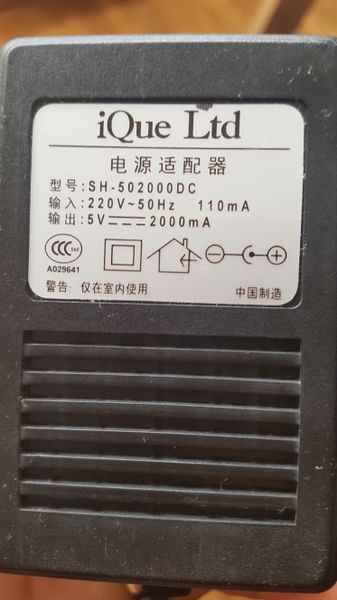 iQue Ltd
电源适配器
型号:SH-502000DC
输入:220V~50Hz 110mA
输出:5V⎓2000mA
CCC S&E
A029641
警告: 仅在室内使用 中国制造